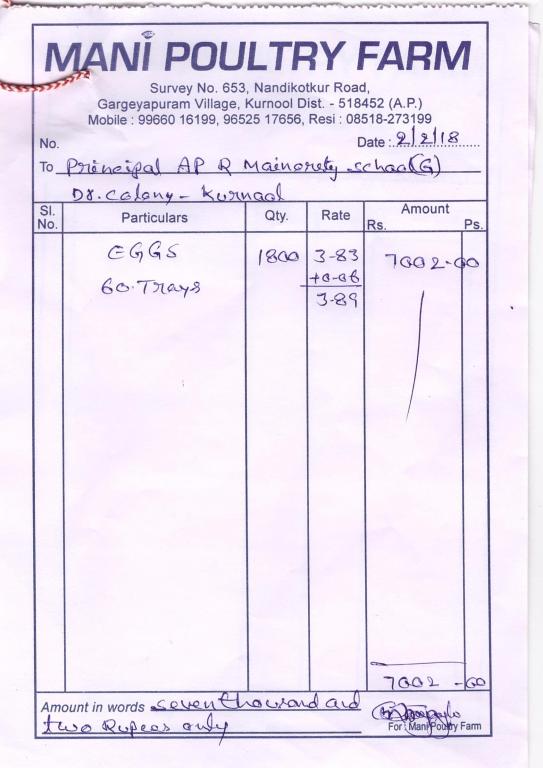 MANI POULTRY FARM
Survey No. 653, Nandikotkur Road,
Gargeyapuram Village, Kurnool Dist. - 518452 (A.P.)
Mobile : 99660 16199, 96525 17656, Resi : 08518-273199
No. Date : 2/2/18
To Principal AP R Mainorety school(G)
Dr. Colony - Kurnool
Sl. No. Particulars Qty. Rate Amount Rs. Ps.
EGGS 1800 3-83 7002-00
60. Trays +0-06
3-89
7002-00
Amount in words seven thousand and
two Rupees only
For : Mani Poultry Farm